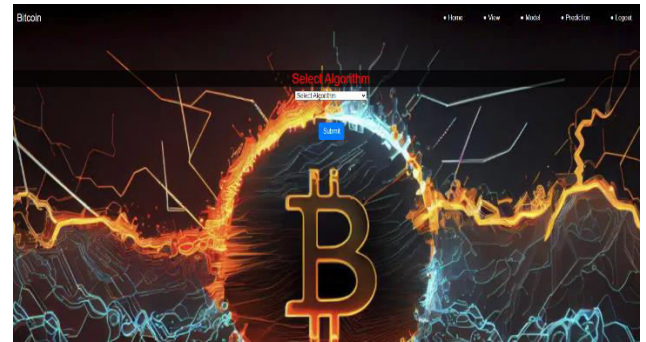 Bitcoin
♦ Home ♦ View ♦ Model ♦ Prediction ♦ Logout
Select Algorithm
Select Algorithm
Submit